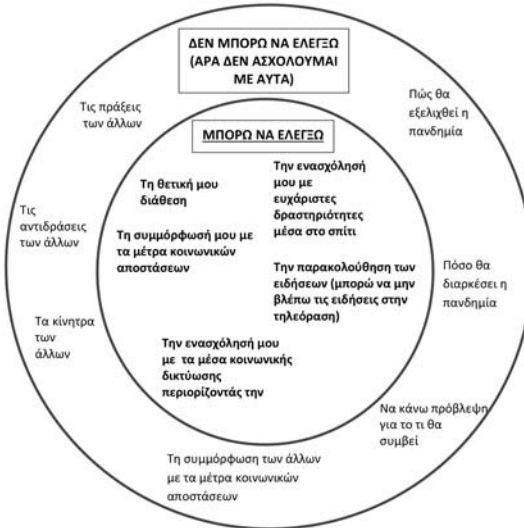 ΔΕΝ ΜΠΟΡΩ ΝΑ ΕΛΕΓΞΩ
(ΑΡΑ ΔΕΝ ΑΣΧΟΛΟΥΜΑΙ
ΜΕ ΑΥΤΑ)
Τις πράξεις
των άλλων
Πώς θα
εξελιχθεί η
πανδημία
ΜΠΟΡΩ ΝΑ ΕΛΕΓΞΩ
Τη θετική μου
διάθεση
Την ενασχόλησή
μου με
ευχάριστες
δραστηριότητες
μέσα στο σπίτι
Τις
αντιδράσεις
των άλλων
Τη συμμόρφωσή μου με
τα μέτρα κοινωνικών
αποστάσεων
Την παρακολούθηση των
ειδήσεων (μπορώ να μην
βλέπω τις ειδήσεις στην
τηλεόραση)
Πόσο θα
διαρκέσει η
πανδημία
Τα κίνητρα
των
άλλων
Την ενασχόλησή μου
με τα μέσα κοινωνικής
δικτύωσης
περιορίζοντάς την
Να κάνω πρόβλεψη
για το τι θα
συμβεί
Τη συμμόρφωση των άλλων
με τα μέτρα κοινωνικών
αποστάσεων